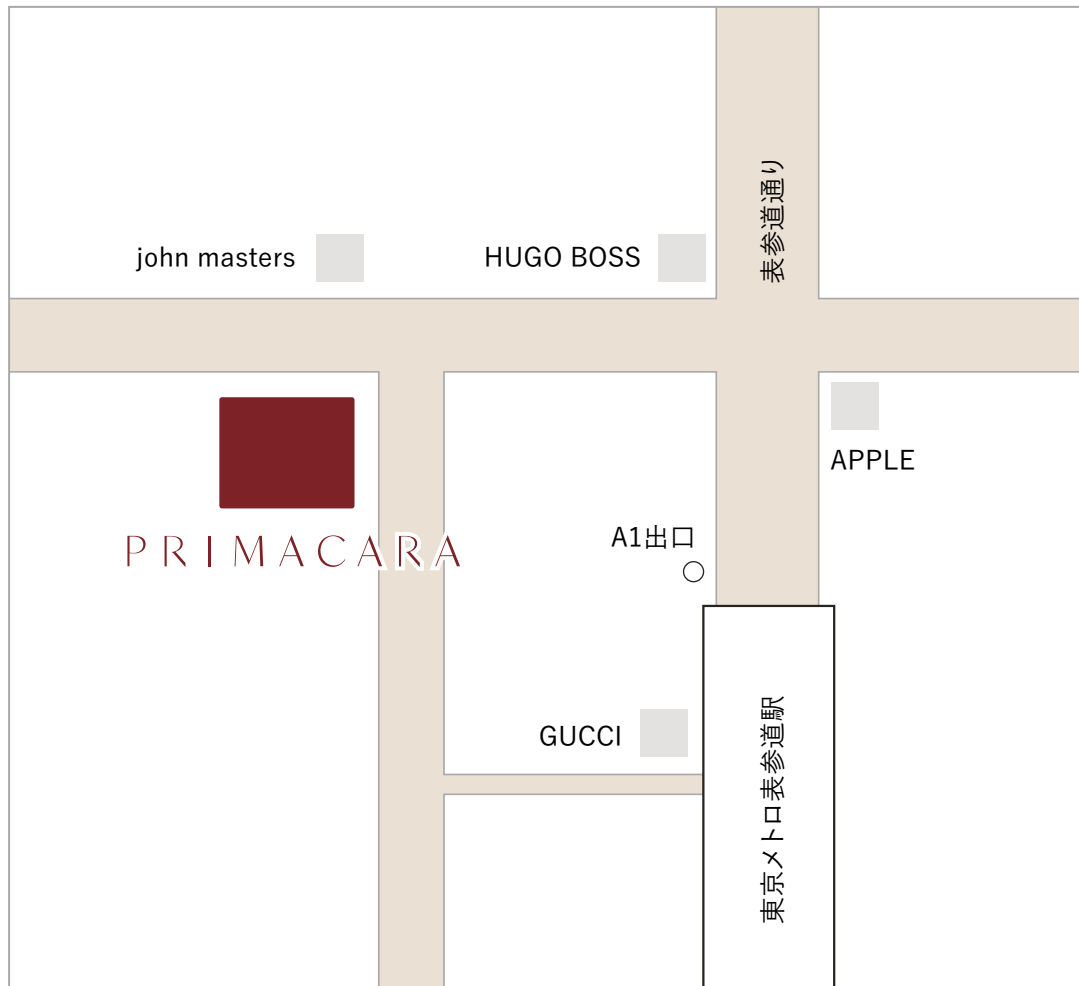 表参道通り
john masters
HUGO BOSS
APPLE
PRIMACARA
A1出口
GUCCI
東京メトロ表参道駅